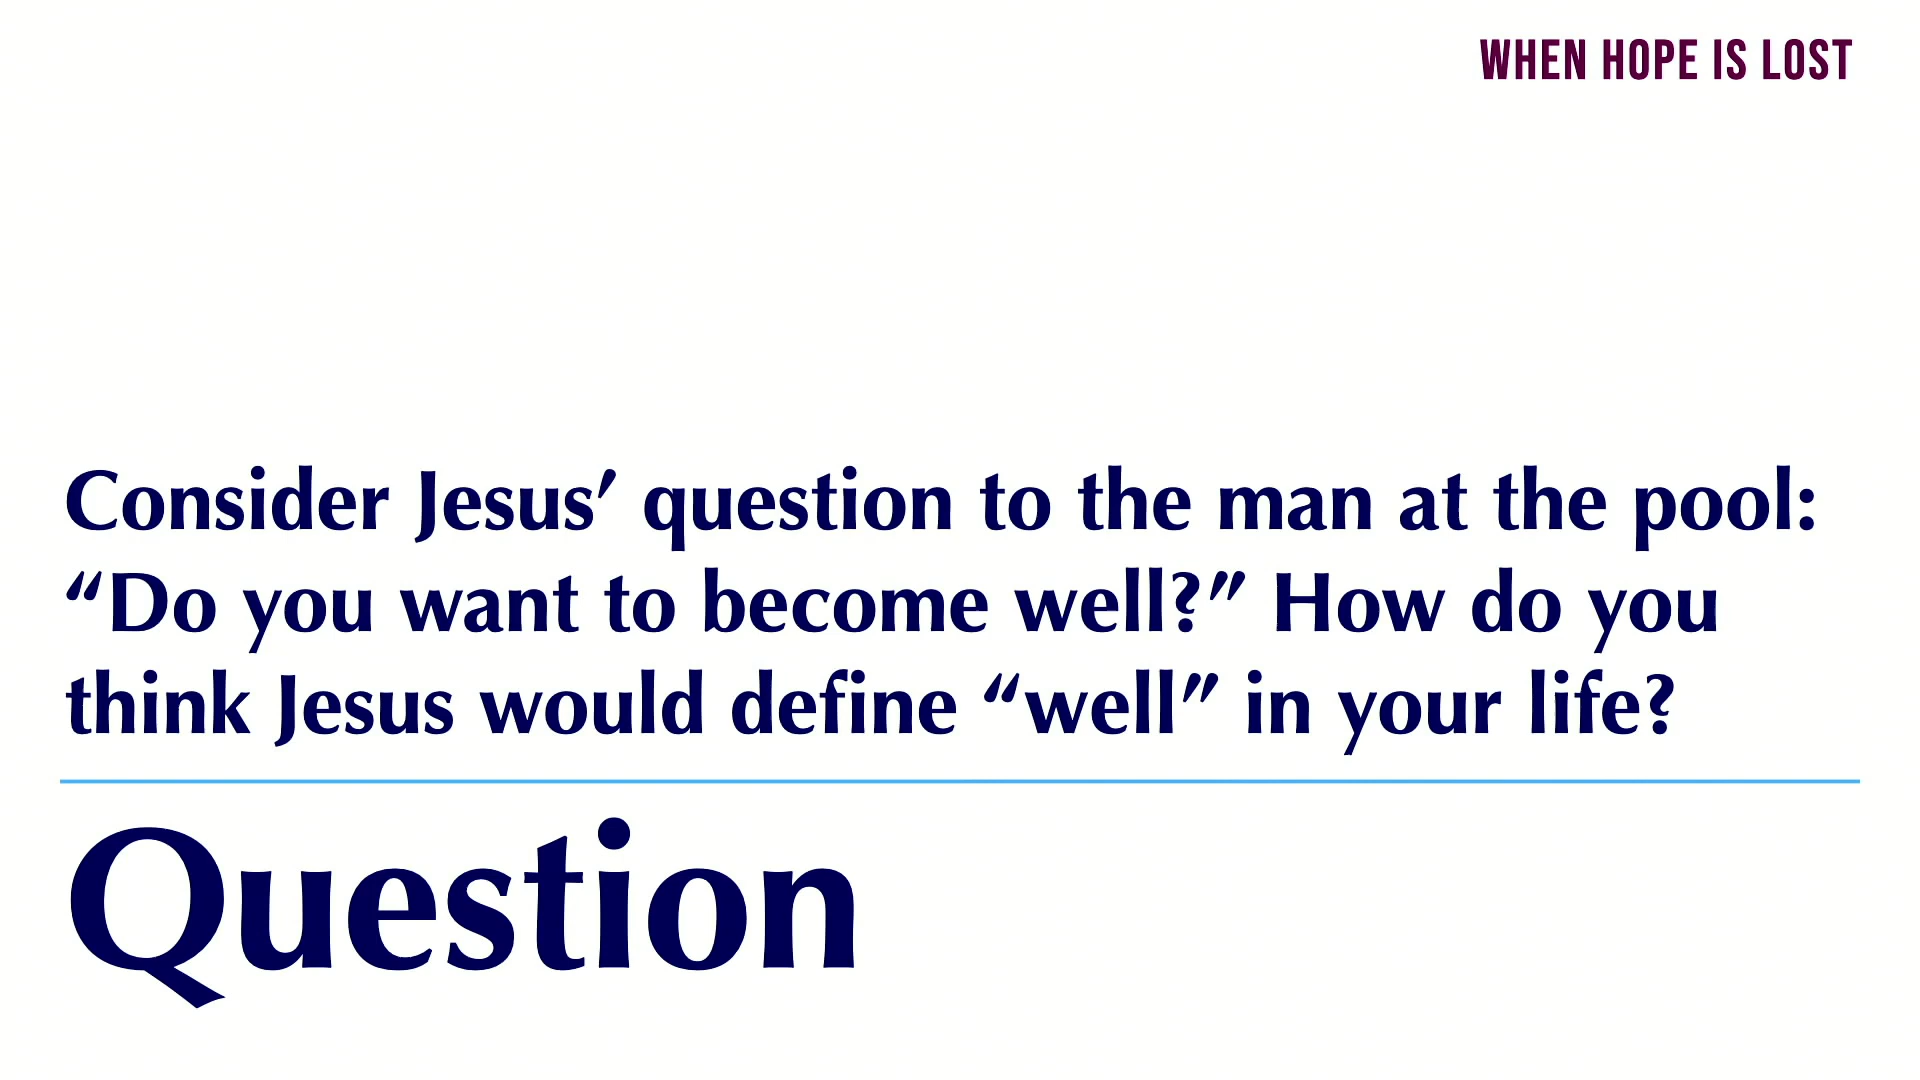 WHEN HOPE IS LOST
Consider Jesus’ question to the man at the pool:
“Do you want to become well?” How do you
think Jesus would define “well” in your life?
Question